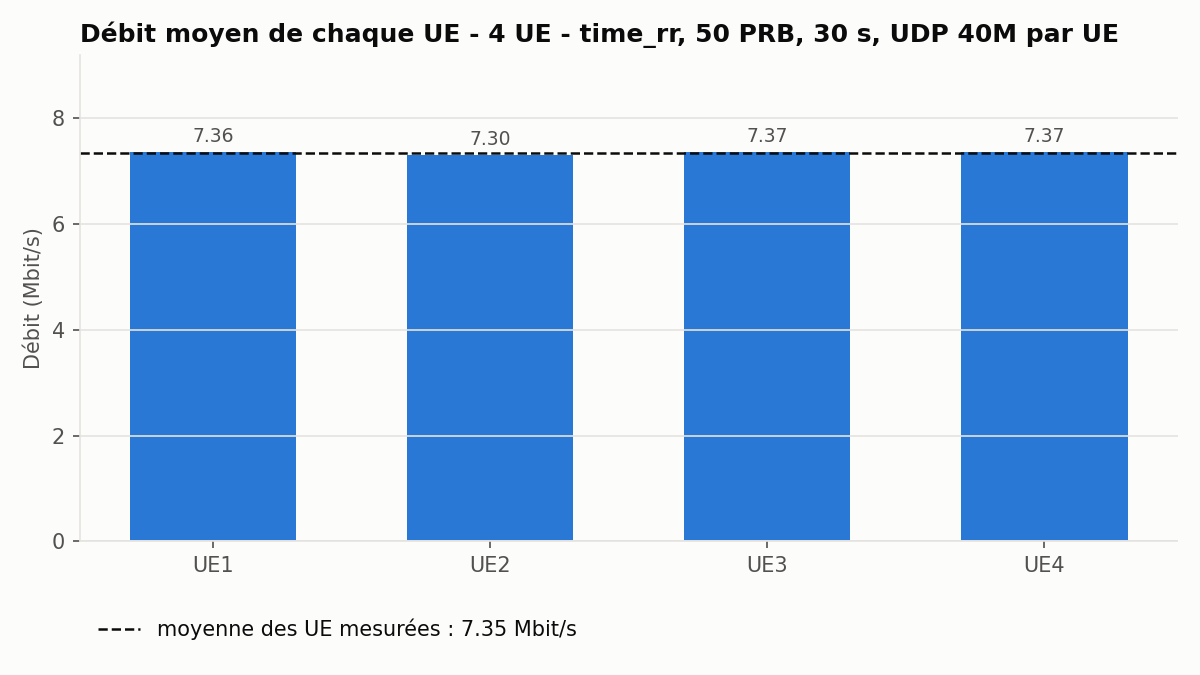 Débit moyen de chaque UE - 4 UE - time_rr, 50 PRB, 30 s, UDP 40M par UE
Débit (Mbit/s)
8
6
4
2
0
7.36
7.30
7.37
7.37
UE1
UE2
UE3
UE4
moyenne des UE mesurées : 7.35 Mbit/s